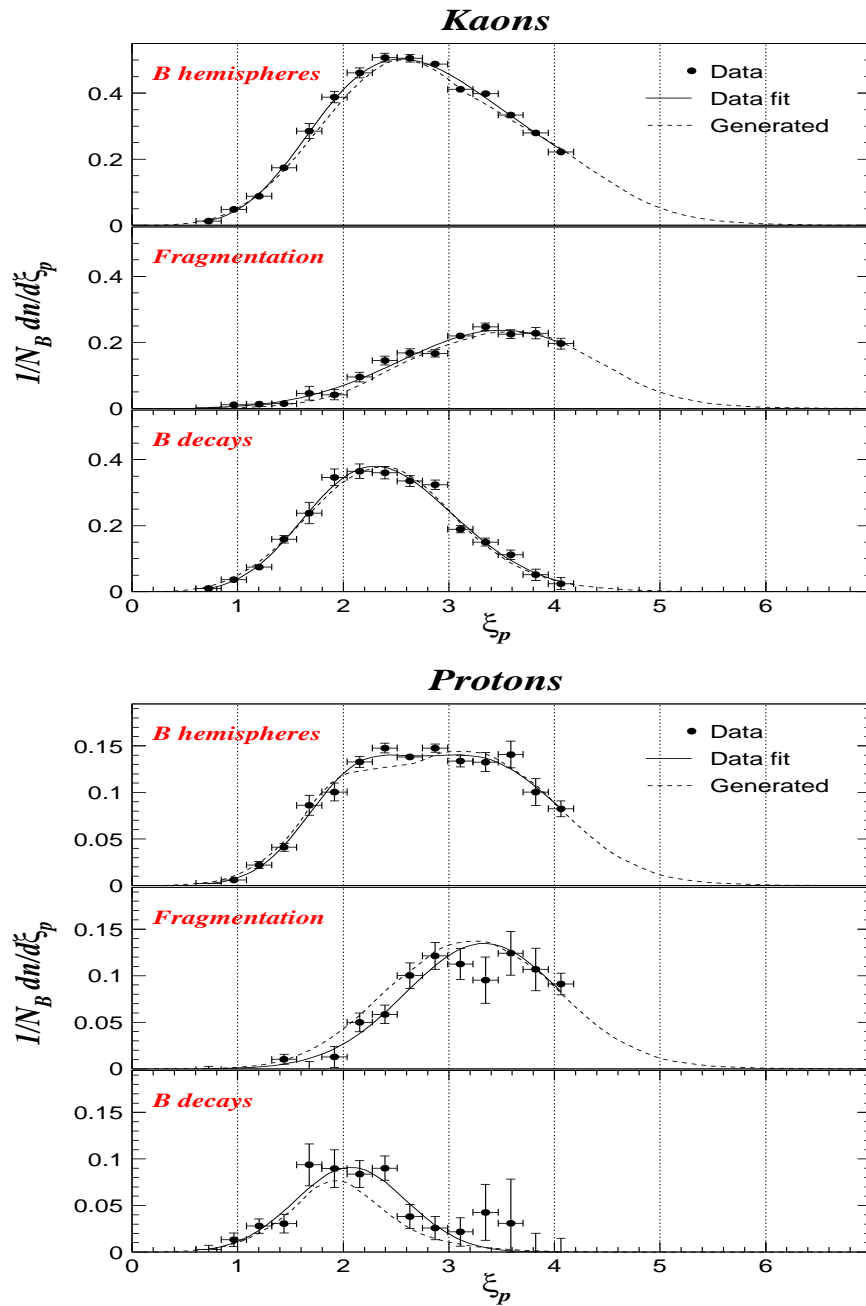 Kaons
B hemispheres
Data
Data fit
Generated
0.4
0.2
0
Fragmentation
0.4
0.2
0
B decays
0.4
0.2
0
0 1 2 3 4 5 6
1/N_B dn/dξ_p
ξ_p
Protons
B hemispheres
Data
Data fit
Generated
0.15
0.1
0.05
0
Fragmentation
0.15
0.1
0.05
0
B decays
0.15
0.1
0.05
0
0 1 2 3 4 5 6
1/N_B dn/dξ_p
ξ_p